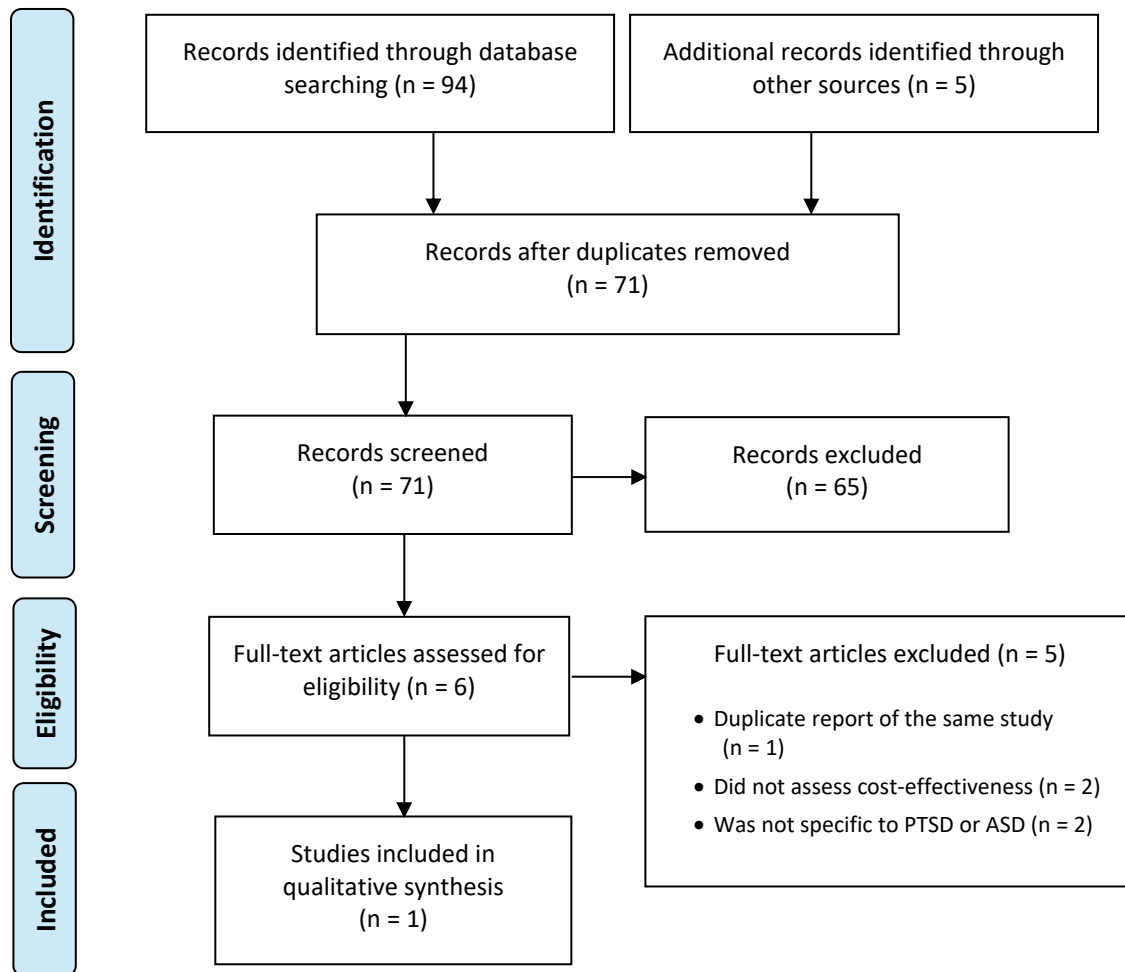 Identification
Records identified through database
searching (n = 94)
Additional records identified through
other sources (n = 5)
Records after duplicates removed
(n = 71)
Screening
Records screened
(n = 71)
Records excluded
(n = 65)
Eligibility
Full-text articles assessed for
eligibility (n = 6)
Full-text articles excluded (n = 5)
• Duplicate report of the same study
(n = 1)
• Did not assess cost-effectiveness (n = 2)
• Was not specific to PTSD or ASD (n = 2)
Included
Studies included in
qualitative synthesis
(n = 1)